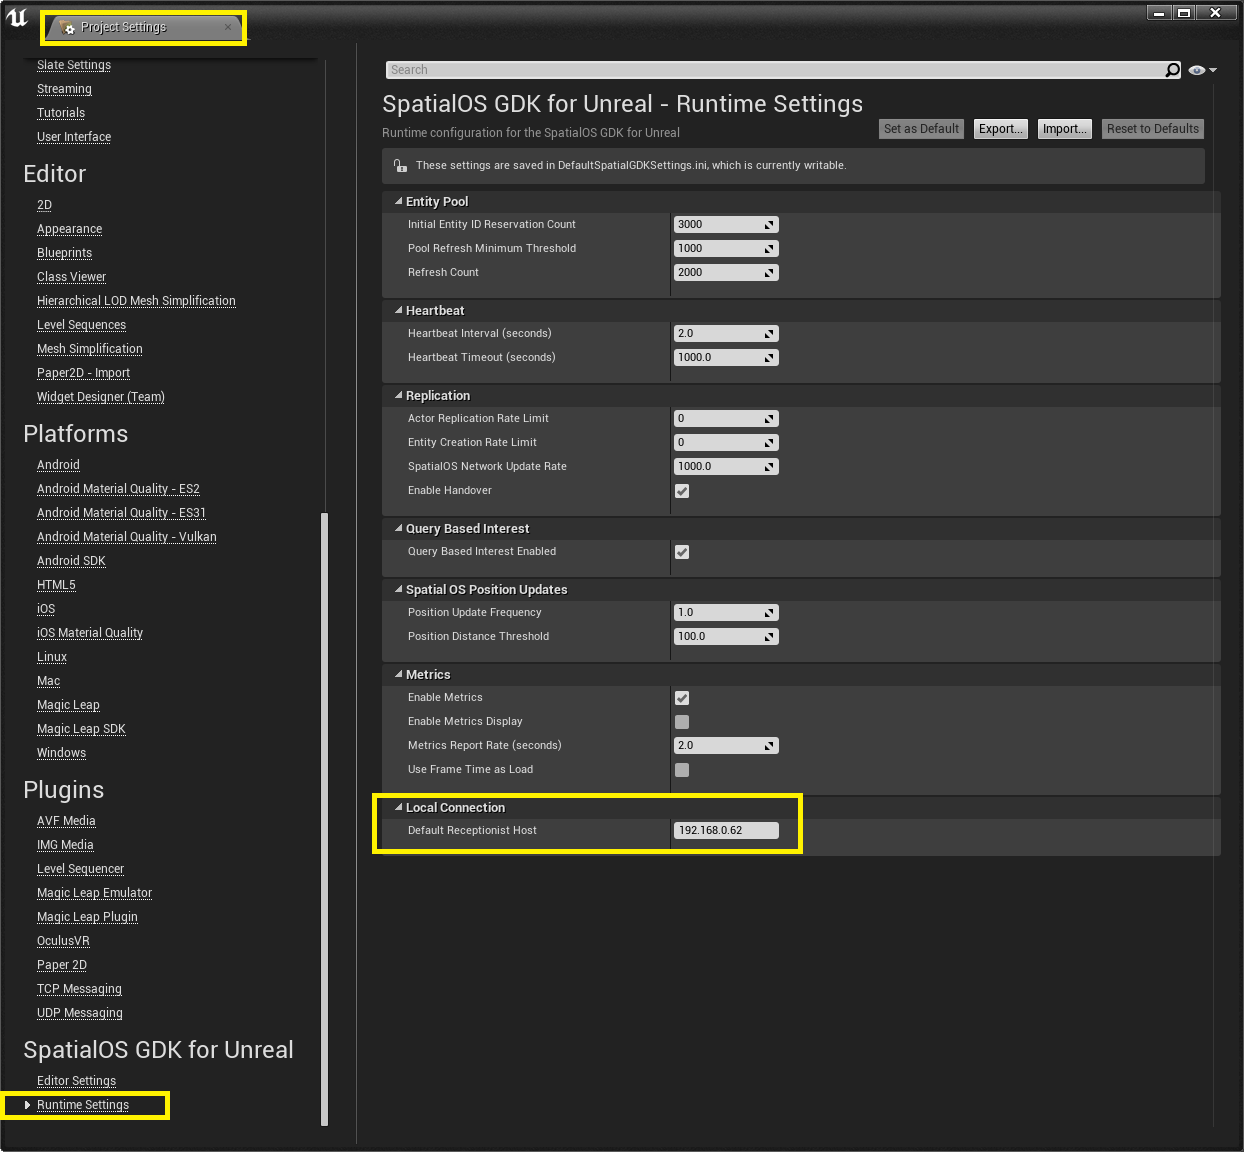 Project Settings
Slate Settings
Streaming
Tutorials
User Interface
Editor
2D
Appearance
Blueprints
Class Viewer
Hierarchical LOD Mesh Simplification
Level Sequences
Mesh Simplification
Paper2D - Import
Widget Designer (Team)
Platforms
Android
Android Material Quality - ES2
Android Material Quality - ES31
Android Material Quality - Vulkan
Android SDK
HTML5
iOS
iOS Material Quality
Linux
Mac
Magic Leap
Magic Leap SDK
Windows
Plugins
AVF Media
IMG Media
Level Sequencer
Magic Leap Emulator
Magic Leap Plugin
OculusVR
Paper 2D
TCP Messaging
UDP Messaging
SpatialOS GDK for Unreal
Editor Settings
Runtime Settings
Search
SpatialOS GDK for Unreal - Runtime Settings
Runtime configuration for the SpatialOS GDK for Unreal
Set as Default Export... Import... Reset to Defaults
These settings are saved in DefaultSpatialGDKSettings.ini, which is currently writable.
Entity Pool
Initial Entity ID Reservation Count 3000
Pool Refresh Minimum Threshold 1000
Refresh Count 2000
Heartbeat
Heartbeat Interval (seconds) 2.0
Heartbeat Timeout (seconds) 1000.0
Replication
Actor Replication Rate Limit 0
Entity Creation Rate Limit 0
SpatialOS Network Update Rate 1000.0
Enable Handover
Query Based Interest
Query Based Interest Enabled
Spatial OS Position Updates
Position Update Frequency 1.0
Position Distance Threshold 100.0
Metrics
Enable Metrics
Enable Metrics Display
Metrics Report Rate (seconds) 2.0
Use Frame Time as Load
Local Connection
Default Receptionist Host 192.168.0.62